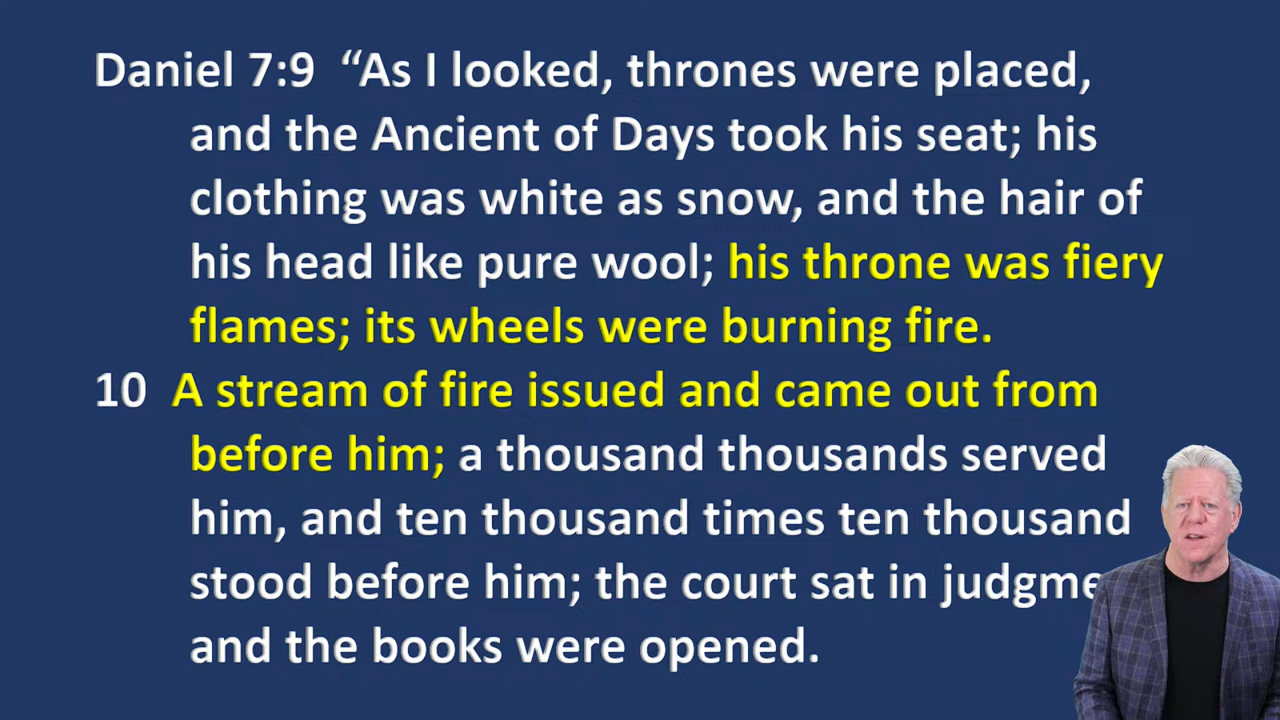 Daniel 7:9 “As I looked, thrones were placed,
and the Ancient of Days took his seat; his
clothing was white as snow, and the hair of
his head like pure wool; his throne was fiery
flames; its wheels were burning fire.
10 A stream of fire issued and came out from
before him; a thousand thousands served
him, and ten thousand times ten thousand
stood before him; the court sat in judgme
and the books were opened.